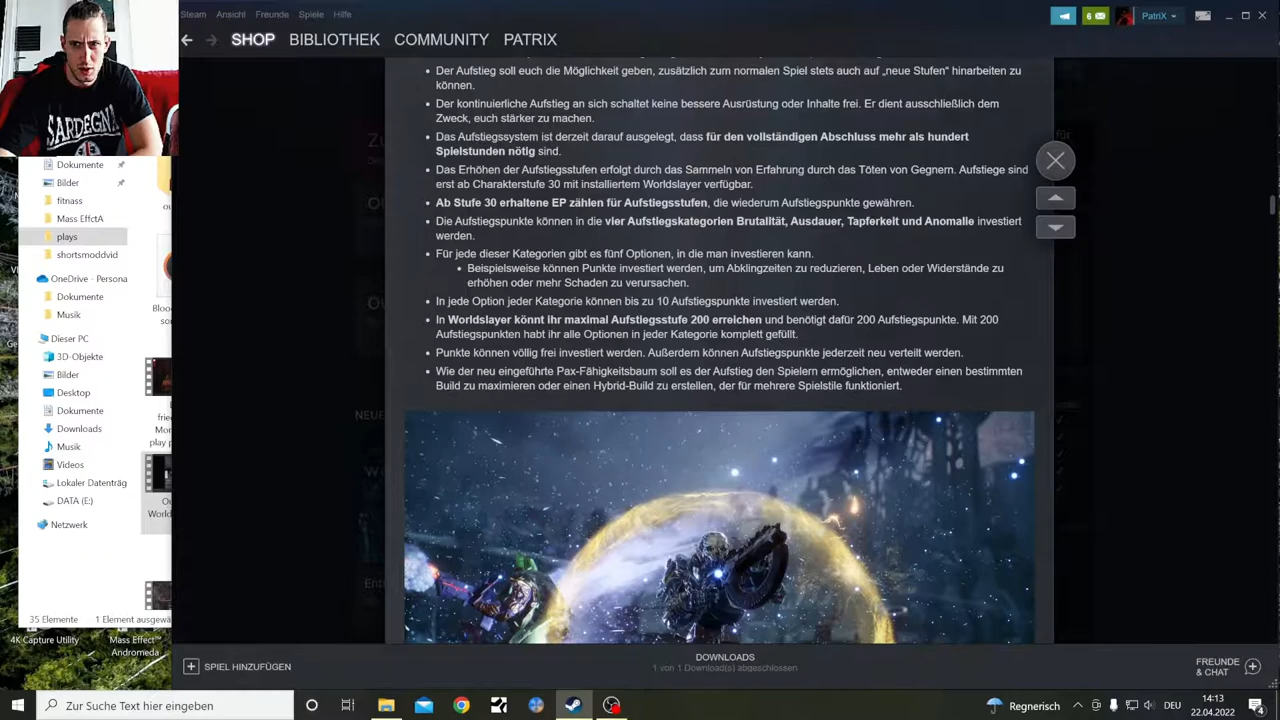 Steam Ansicht Freunde Spiele Hilfe
6
PatriX
SHOP BIBLIOTHEK COMMUNITY PATRIX
SARDEGNA
• Der Aufstieg soll euch die Möglichkeit geben, zusätzlich zum normalen Spiel stets auch auf „neue Stufen“ hinarbeiten zu
können.
• Der kontinuierliche Aufstieg an sich schaltet keine bessere Ausrüstung oder Inhalte frei. Er dient ausschließlich dem
Zweck, euch stärker zu machen.
• Das Aufstiegssystem ist derzeit darauf ausgelegt, dass für den vollständigen Abschluss mehr als hundert
Spielstunden nötig sind.
• Das Erhöhen der Aufstiegsstufen erfolgt durch das Sammeln von Erfahrung durch das Töten von Gegnern. Aufstiege sind
erst ab Charakterstufe 30 mit installiertem Worldslayer verfügbar.
• Ab Stufe 30 erhaltene EP zählen für Aufstiegsstufen, die wiederum Aufstiegspunkte gewähren.
• Die Aufstiegspunkte können in die vier Aufstiegskategorien Brutalität, Ausdauer, Tapferkeit und Anomalie investiert
werden.
• Für jede dieser Kategorien gibt es fünf Optionen, in die man investieren kann.
• Beispielsweise können Punkte investiert werden, um Abklingzeiten zu reduzieren, Leben oder Widerstände zu
erhöhen oder mehr Schaden zu verursachen.
• In jede Option jeder Kategorie können bis zu 10 Aufstiegspunkte investiert werden.
• In Worldslayer könnt ihr maximal Aufstiegsstufe 200 erreichen und benötigt dafür 200 Aufstiegspunkte. Mit 200
Aufstiegspunkten habt ihr alle Optionen in jeder Kategorie komplett gefüllt.
• Punkte können völlig frei investiert werden. Außerdem können Aufstiegspunkte jederzeit neu verteilt werden.
• Wie der neu eingeführte Pax-Fähigkeitsbaum soll es der Aufstieg den Spielern ermöglichen, entweder einen bestimmten
Build zu maximieren oder einen Hybrid-Build zu erstellen, der für mehrere Spielstile funktioniert.
Dokumente
Bilder
fitnass
Mass EffctA
plays
shortsmoddvid
OneDrive - Persona
Dokumente
Musik
Dieser PC
3D-Objekte
Bilder
Desktop
Dokumente
Downloads
Musik
Videos
Lokaler Datenträg
DATA (E:)
Netzwerk
Bloo
frie
Mor
play p
Ou
World
NEUE
35 Elemente 1 Element ausgewä
4K Capture Utility
Mass Effect™
Andromeda
SPIEL HINZUFÜGEN
DOWNLOADS
1 von 1 Download(s) abgeschlossen
FREUNDE
& CHAT
Zur Suche Text hier eingeben
Regnerisch
DEU
14:13
22.04.2022
4